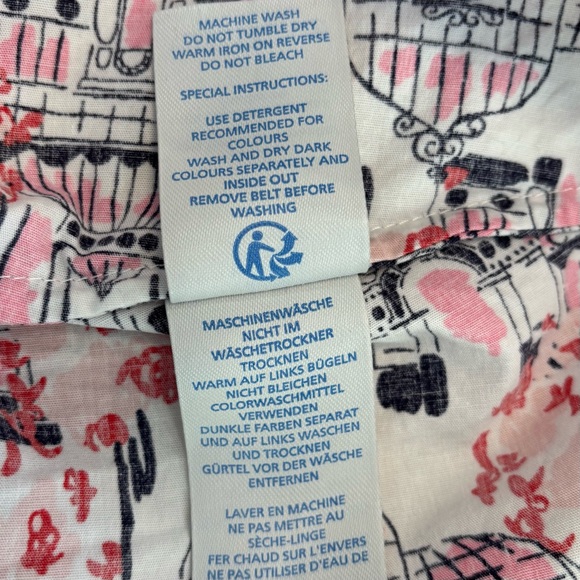 MACHINE WASH
DO NOT TUMBLE DRY
WARM IRON ON REVERSE
DO NOT BLEACH
SPECIAL INSTRUCTIONS:
USE DETERGENT
RECOMMENDED FOR
COLOURS
WASH AND DRY DARK
COLOURS SEPARATELY AND
INSIDE OUT
REMOVE BELT BEFORE
WASHING
MASCHINENWÄSCHE
NICHT IM
WÄSCHETROCKNER
TROCKNEN
WARM AUF LINKS BÜGELN
NICHT BLEICHEN
COLORWASCHMITTEL
VERWENDEN
DUNKLE FARBEN SEPARAT
UND AUF LINKS WASCHEN
UND TROCKNEN
GÜRTEL VOR DER WÄSCHE
ENTFERNEN
LAVER EN MACHINE
NE PAS METTRE AU
SÈCHE-LINGE
FER CHAUD SUR L'ENVERS
NE PAS UTILISER D'EAU DE